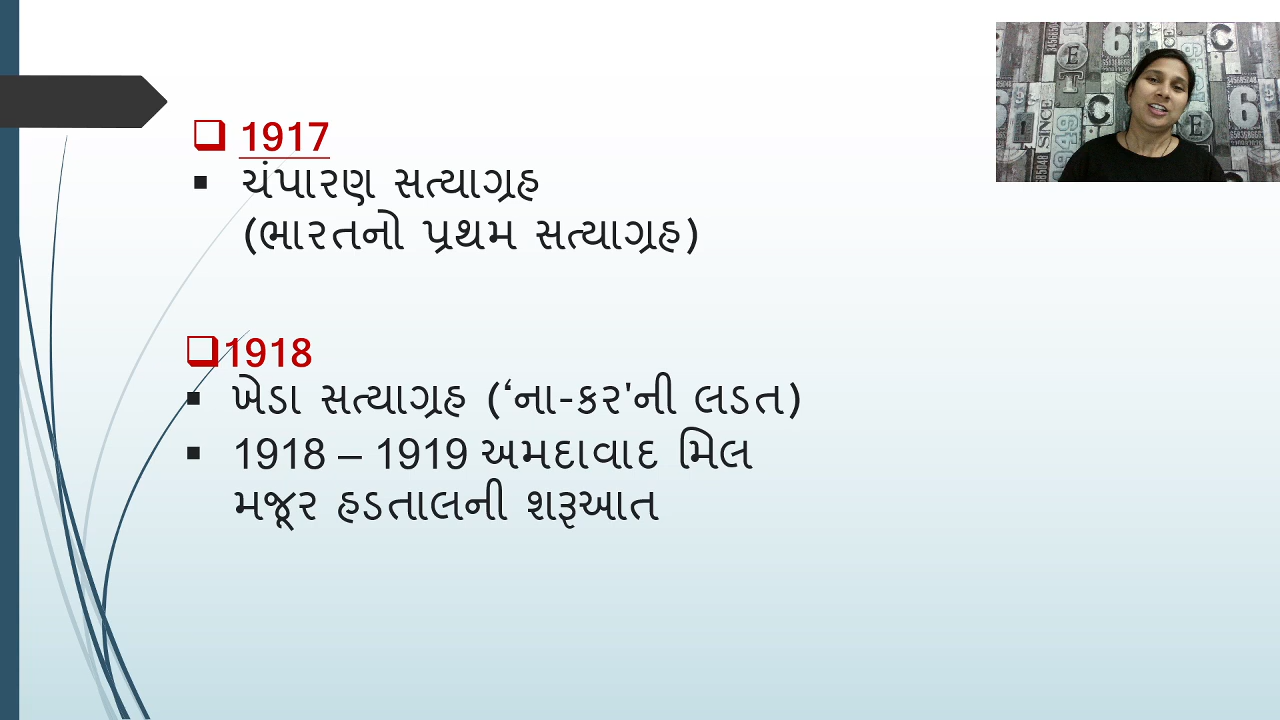 1917
ચંપારણ સત્યાગ્રહ
(ભારતનો પ્રથમ સત્યાગ્રહ)
1918
ખેડા સત્યાગ્રહ (‘ના-કર'ની લડત)
1918 – 1919 અમદાવાદ મિલ
મજૂર હડતાલની શરૂઆત